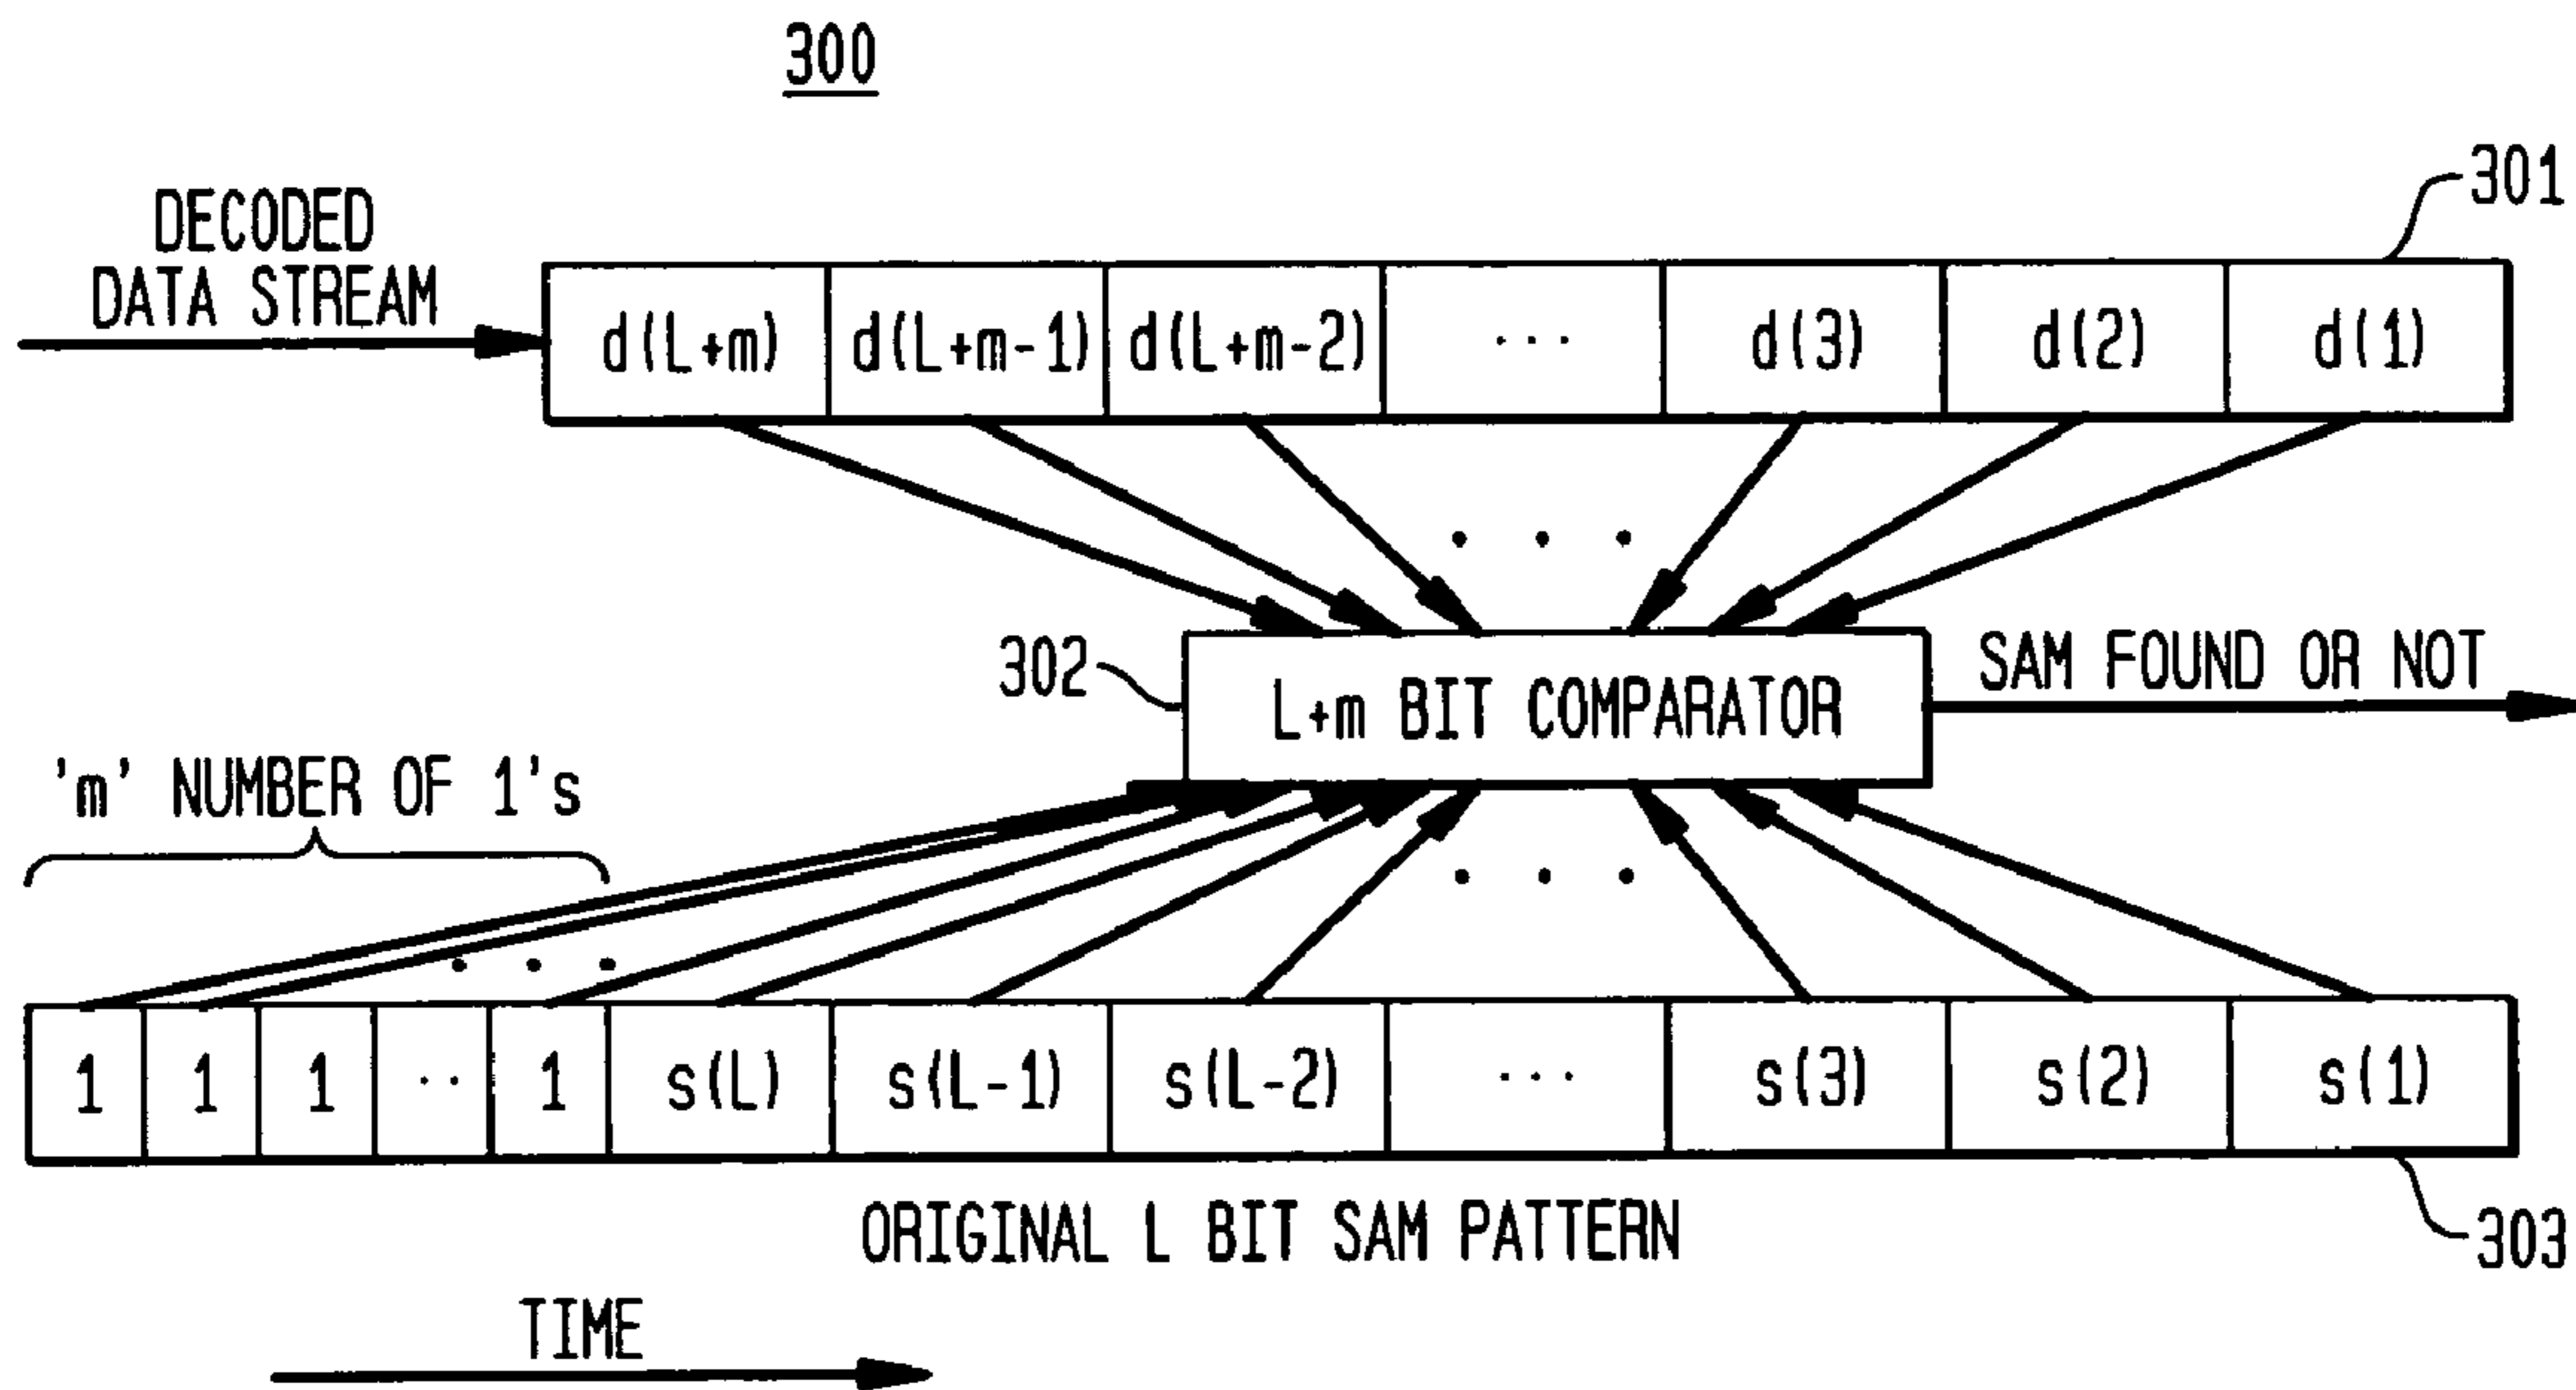 300
301
DECODED
DATA STREAM
d(L+m) d(L+m-1) d(L+m-2) ... d(3) d(2) d(1)
. . .
302
L+m BIT COMPARATOR
SAM FOUND OR NOT
'm' NUMBER OF 1's
. . .
. . .
1 1 1 .. 1 s(L) s(L-1) s(L-2) ... s(3) s(2) s(1)
ORIGINAL L BIT SAM PATTERN
303
TIME